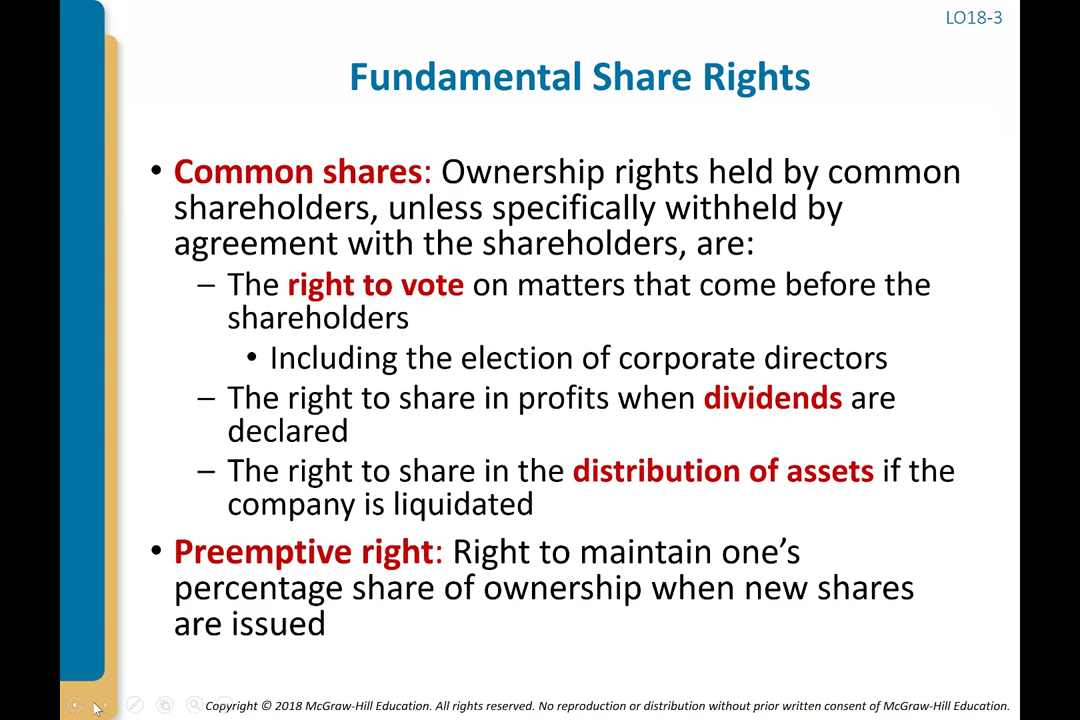 LO18-3
Fundamental Share Rights
• Common shares: Ownership rights held by common
shareholders, unless specifically withheld by
agreement with the shareholders, are:
– The right to vote on matters that come before the
shareholders
• Including the election of corporate directors
– The right to share in profits when dividends are
declared
– The right to share in the distribution of assets if the
company is liquidated
• Preemptive right: Right to maintain one’s
percentage share of ownership when new shares
are issued
Copyright © 2018 McGraw-Hill Education. All rights reserved. No reproduction or distribution without prior written consent of McGraw-Hill Education.